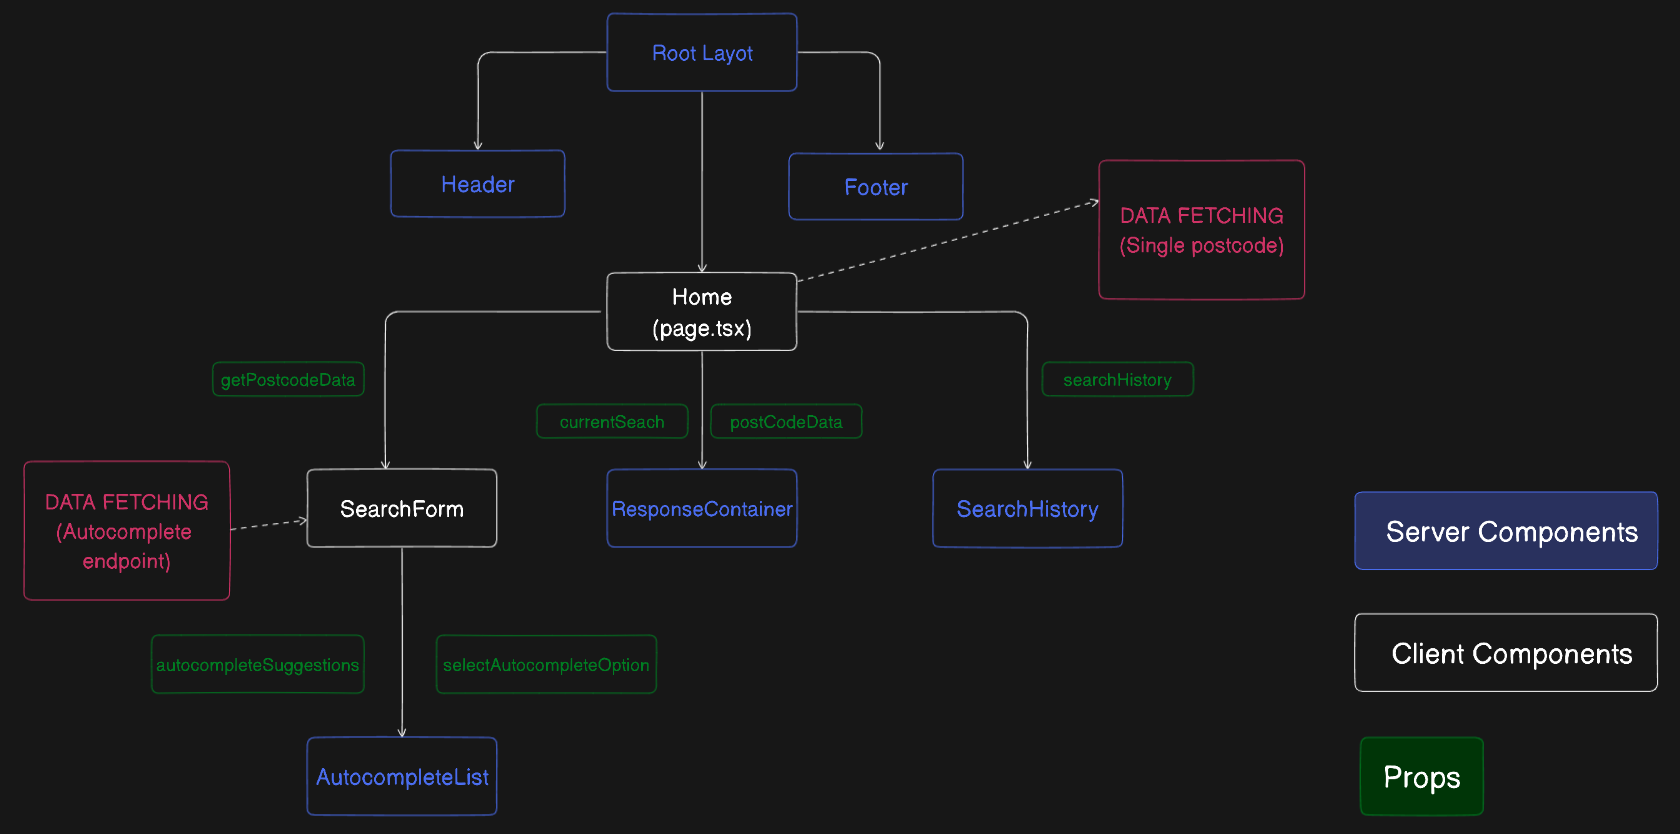 Root Layot
Header
Footer
DATA FETCHING
(Single postcode)
Home
(page.tsx)
getPostcodeData
searchHistory
currentSeach
postCodeData
DATA FETCHING
(Autocomplete
endpoint)
SearchForm
ResponseContainer
SearchHistory
Server Components
Client Components
autocompleteSuggestions
selectAutocompleteOption
AutocompleteList
Props